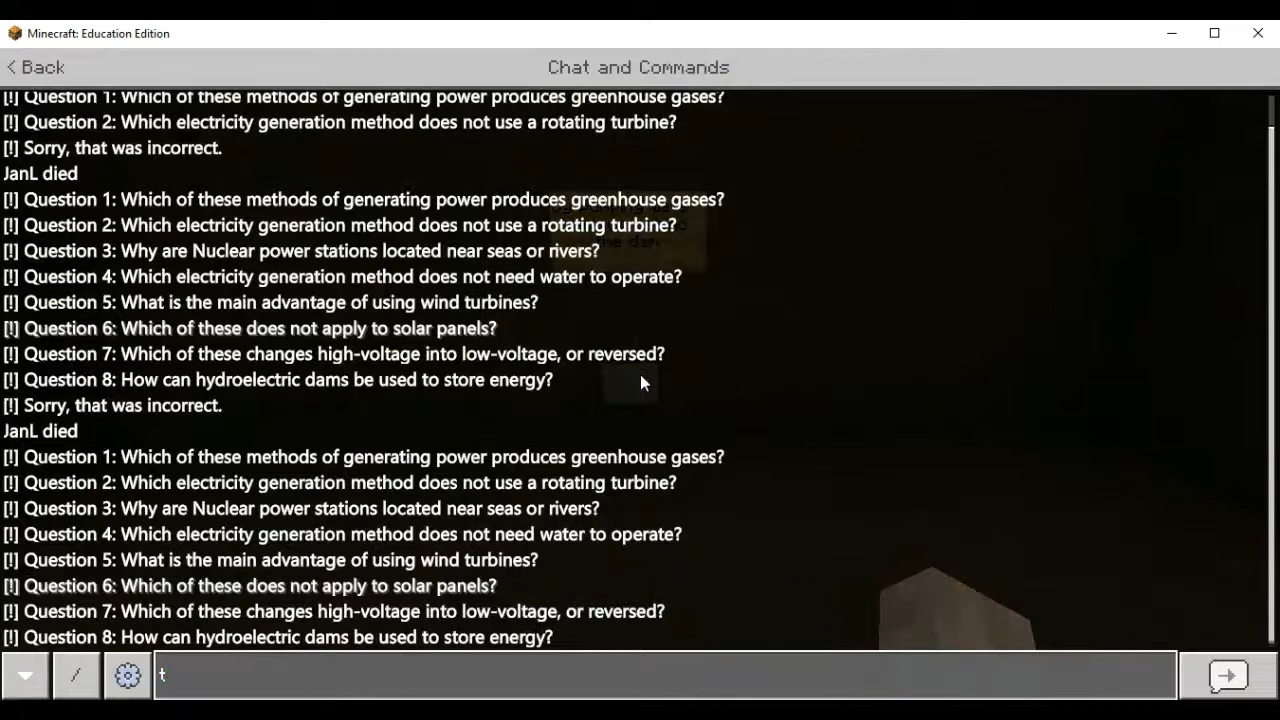 Minecraft: Education Edition
< Back
Chat and Commands
[!] Question 1: Which of these methods of generating power produces greenhouse gases?
[!] Question 2: Which electricity generation method does not use a rotating turbine?
[!] Sorry, that was incorrect.
JanL died
[!] Question 1: Which of these methods of generating power produces greenhouse gases?
[!] Question 2: Which electricity generation method does not use a rotating turbine?
[!] Question 3: Why are Nuclear power stations located near seas or rivers?
[!] Question 4: Which electricity generation method does not need water to operate?
[!] Question 5: What is the main advantage of using wind turbines?
[!] Question 6: Which of these does not apply to solar panels?
[!] Question 7: Which of these changes high-voltage into low-voltage, or reversed?
[!] Question 8: How can hydroelectric dams be used to store energy?
[!] Sorry, that was incorrect.
JanL died
[!] Question 1: Which of these methods of generating power produces greenhouse gases?
[!] Question 2: Which electricity generation method does not use a rotating turbine?
[!] Question 3: Why are Nuclear power stations located near seas or rivers?
[!] Question 4: Which electricity generation method does not need water to operate?
[!] Question 5: What is the main advantage of using wind turbines?
[!] Question 6: Which of these does not apply to solar panels?
[!] Question 7: Which of these changes high-voltage into low-voltage, or reversed?
[!] Question 8: How can hydroelectric dams be used to store energy?
/
t